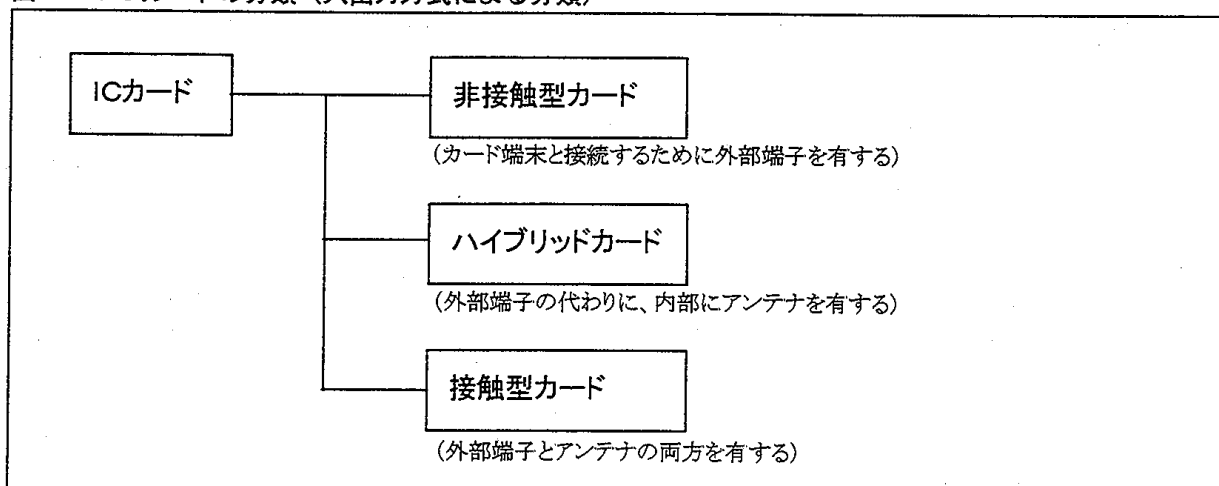 ICカード
非接触型カード
(カード端末と接続するために外部端子を有する)
ハイブリッドカード
(外部端子の代わりに、内部にアンテナを有する)
接触型カード
(外部端子とアンテナの両方を有する)